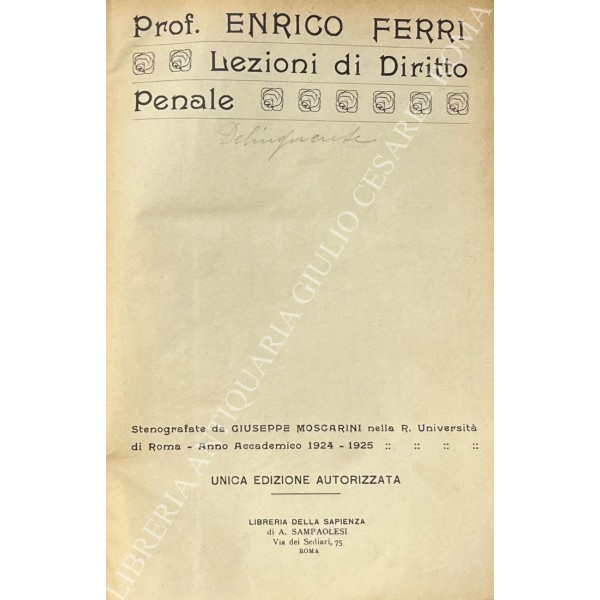 Prof. ENRICO FERRI
Lezioni di Diritto
Penale
Delinquente
Stenografate da GIUSEPPE MOSCARINI nella R. Università
di Roma - Anno Accademico 1924 - 1925 :: :: :: ::
UNICA EDIZIONE AUTORIZZATA
LIBRERIA DELLA SAPIENZA
di A. SAMPAOLESI
Via dei Sediari, 75
ROMA
LIBRERIA ANTIQUARIA GIULIO CESARE ROMA